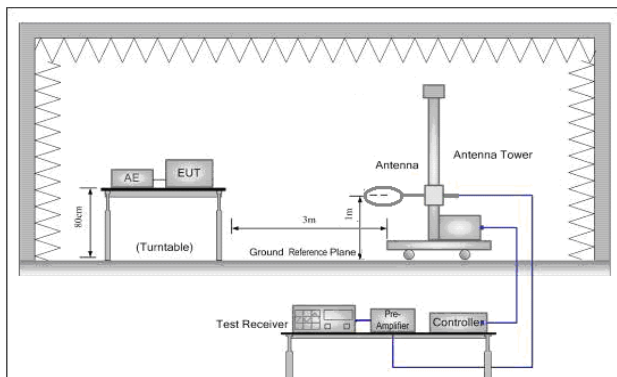 Antenna
Antenna Tower
AE
EUT
80cm
3m
1m
(Turntable)
Ground Reference Plane
Test Receiver
Pre-
Amplifier
Controller